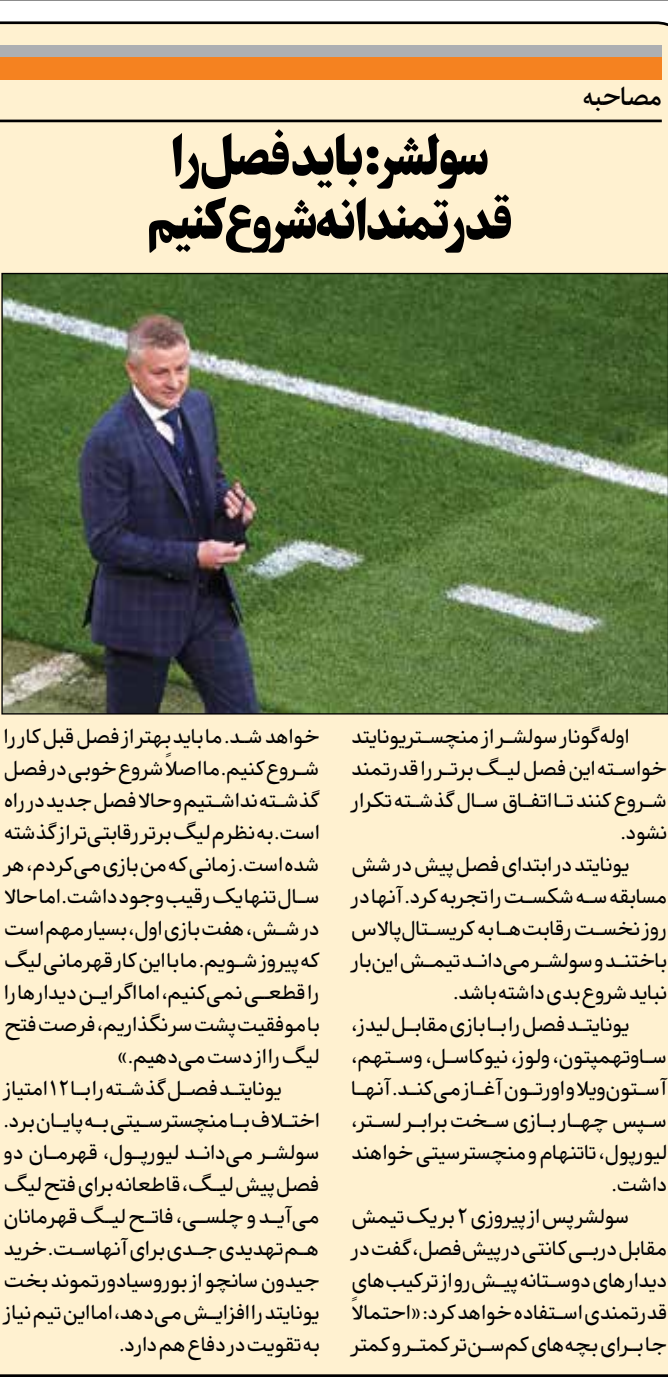 مصاحبه
سولشر: باید فصل را
قدرتمندانه شروع کنیم
اوله‌گونار سولشر از منچستریونایتد
خواسته این فصل لیگ برتر را قدرتمند
شروع کنند تا اتفاق سال گذشته تکرار
نشود.
یونایتد در ابتدای فصل پیش در شش
مسابقه سه شکست را تجربه کرد. آنها در
روز نخست رقابت‌ها به کریستال پالاس
باختند و سولشر می‌داند تیمش این‌بار
نباید شروع بدی داشته باشد.
یونایتد فصل را با بازی مقابل لیدز،
ساوتهمپتون، ولوز، نیوکاسل، وستهم،
آستون‌ویلا و اورتون آغاز می‌کند. آنها
سپس چهار بازی سخت برابر لستر،
لیورپول، تاتنهام و منچسترسیتی خواهند
داشت.
سولشر پس از پیروزی ۲ بر یک تیمش
مقابل دربی کانتی در پیش‌فصل، گفت در
دیدارهای دوستانه پیش‌رو از ترکیب‌های
قدرتمندی استفاده خواهد کرد: «احتمالاً
جا برای بچه‌های کم‌سن‌تر کمتر و کمتر
خواهد شد. ما باید بهتر از فصل قبل کار را
شروع کنیم. ما اصلاً شروع خوبی در فصل
گذشته نداشتیم و حالا فصل جدید در راه
است. به نظرم لیگ برتر رقابتی‌تر از گذشته
شده است. زمانی که من بازی می‌کردم، هر
سال تنها یک رقیب وجود داشت. اما حالا
در شش، هفت بازی اول، بسیار مهم است
که پیروز شویم. ما با این کار قهرمانی لیگ
را قطعی نمی‌کنیم، اما اگر این دیدارها را
با موفقیت پشت سر نگذاریم، فرصت فتح
لیگ را از دست می‌دهیم.»
یونایتد فصل گذشته را با ۱۲ امتیاز
اختلاف با منچسترسیتی به پایان برد.
سولشر می‌داند لیورپول، قهرمان دو
فصل پیش لیگ، قاطعانه برای فتح لیگ
می‌آید و چلسی، فاتح لیگ قهرمانان
هم تهدیدی جدی برای آنهاست. خرید
جیدون سانچو از بوروسیادورتموند بخت
یونایتد را افزایش می‌دهد، اما این تیم نیاز
به تقویت در دفاع هم دارد.